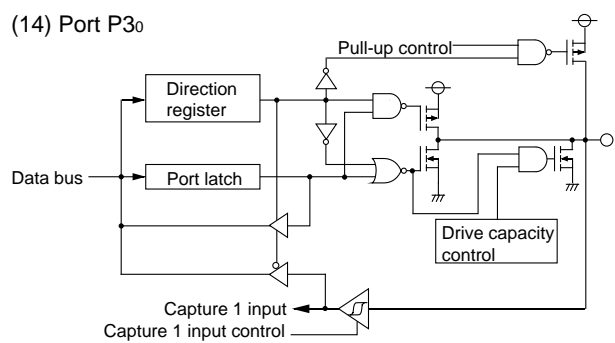 (14) Port P3₀
Pull-up control
Direction
register
Data bus
Port latch
Drive capacity
control
Capture 1 input
Capture 1 input control